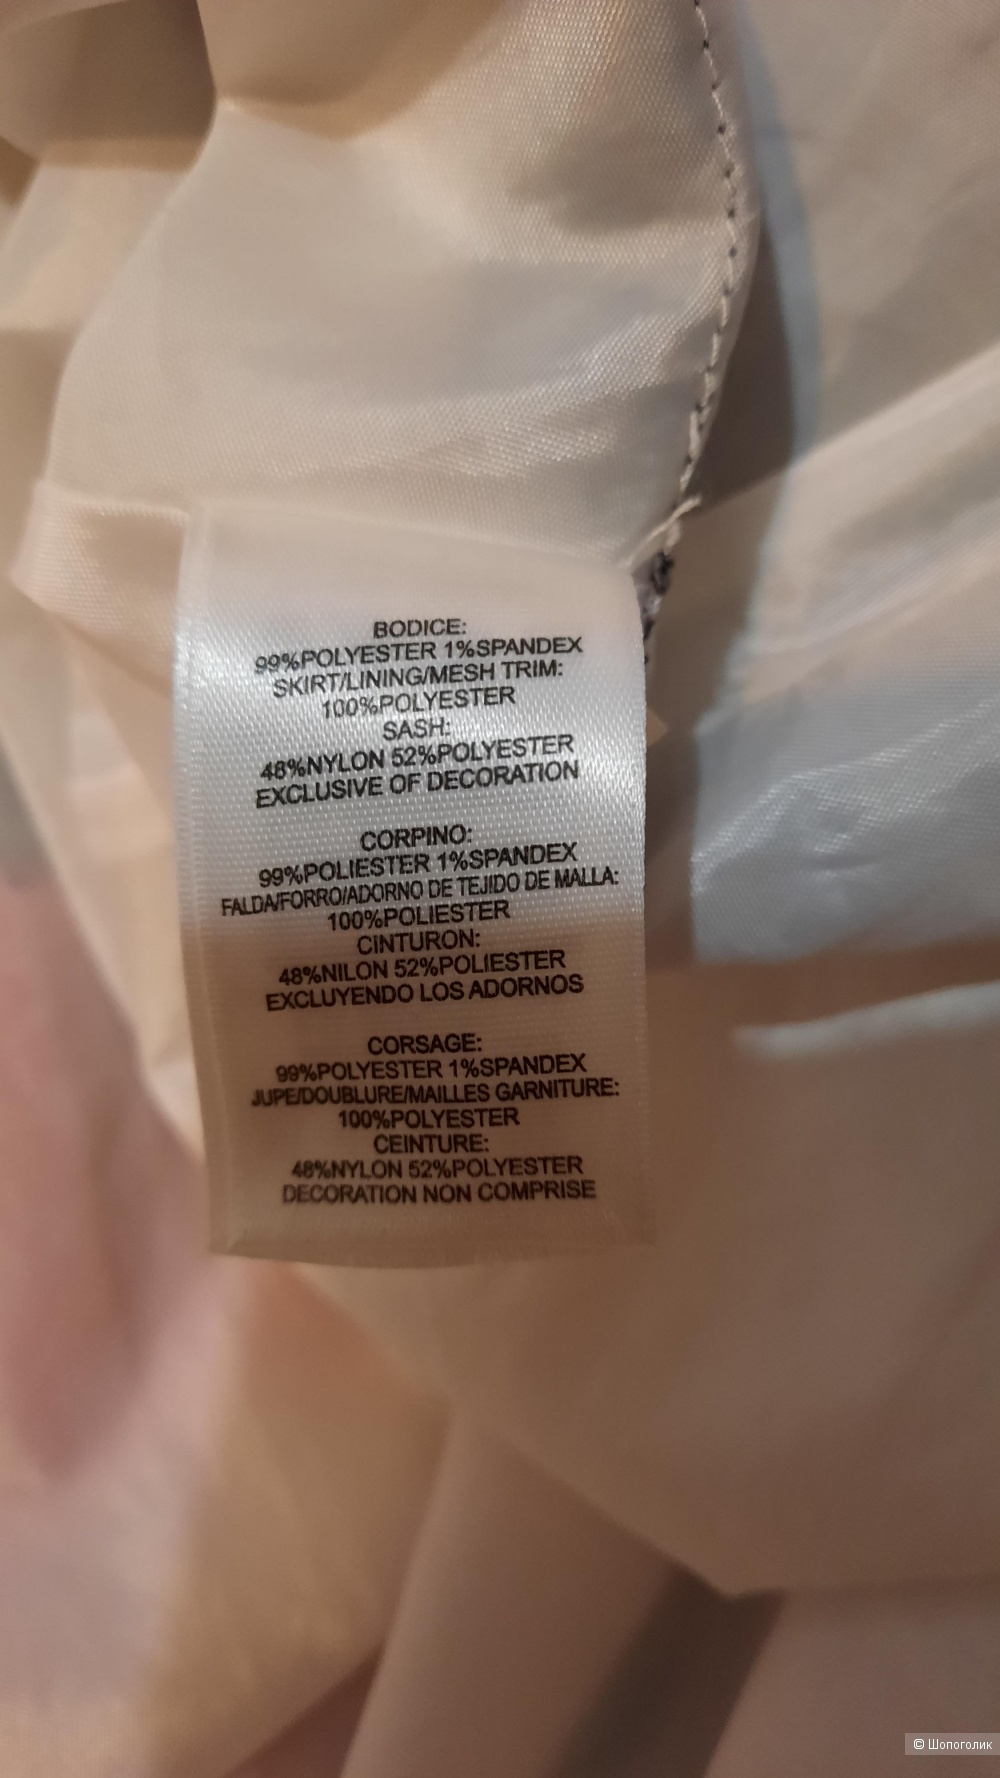 BODICE:
99%POLYESTER 1%SPANDEX
SKIRT/LINING/MESH TRIM:
100%POLYESTER
SASH:
48%NYLON 52%POLYESTER
EXCLUSIVE OF DECORATION
CORPINO:
99%POLIESTER 1%SPANDEX
FALDA/FORRO/ADORNO DE TEJIDO DE MALLA:
100%POLIESTER
CINTURON:
48%NILON 52%POLIESTER
EXCLUYENDO LOS ADORNOS
CORSAGE:
99%POLYESTER 1%SPANDEX
JUPE/DOUBLURE/MAILLES GARNITURE:
100%POLYESTER
CEINTURE:
48%NYLON 52%POLYESTER
DECORATION NON COMPRISE
© Шопоголик